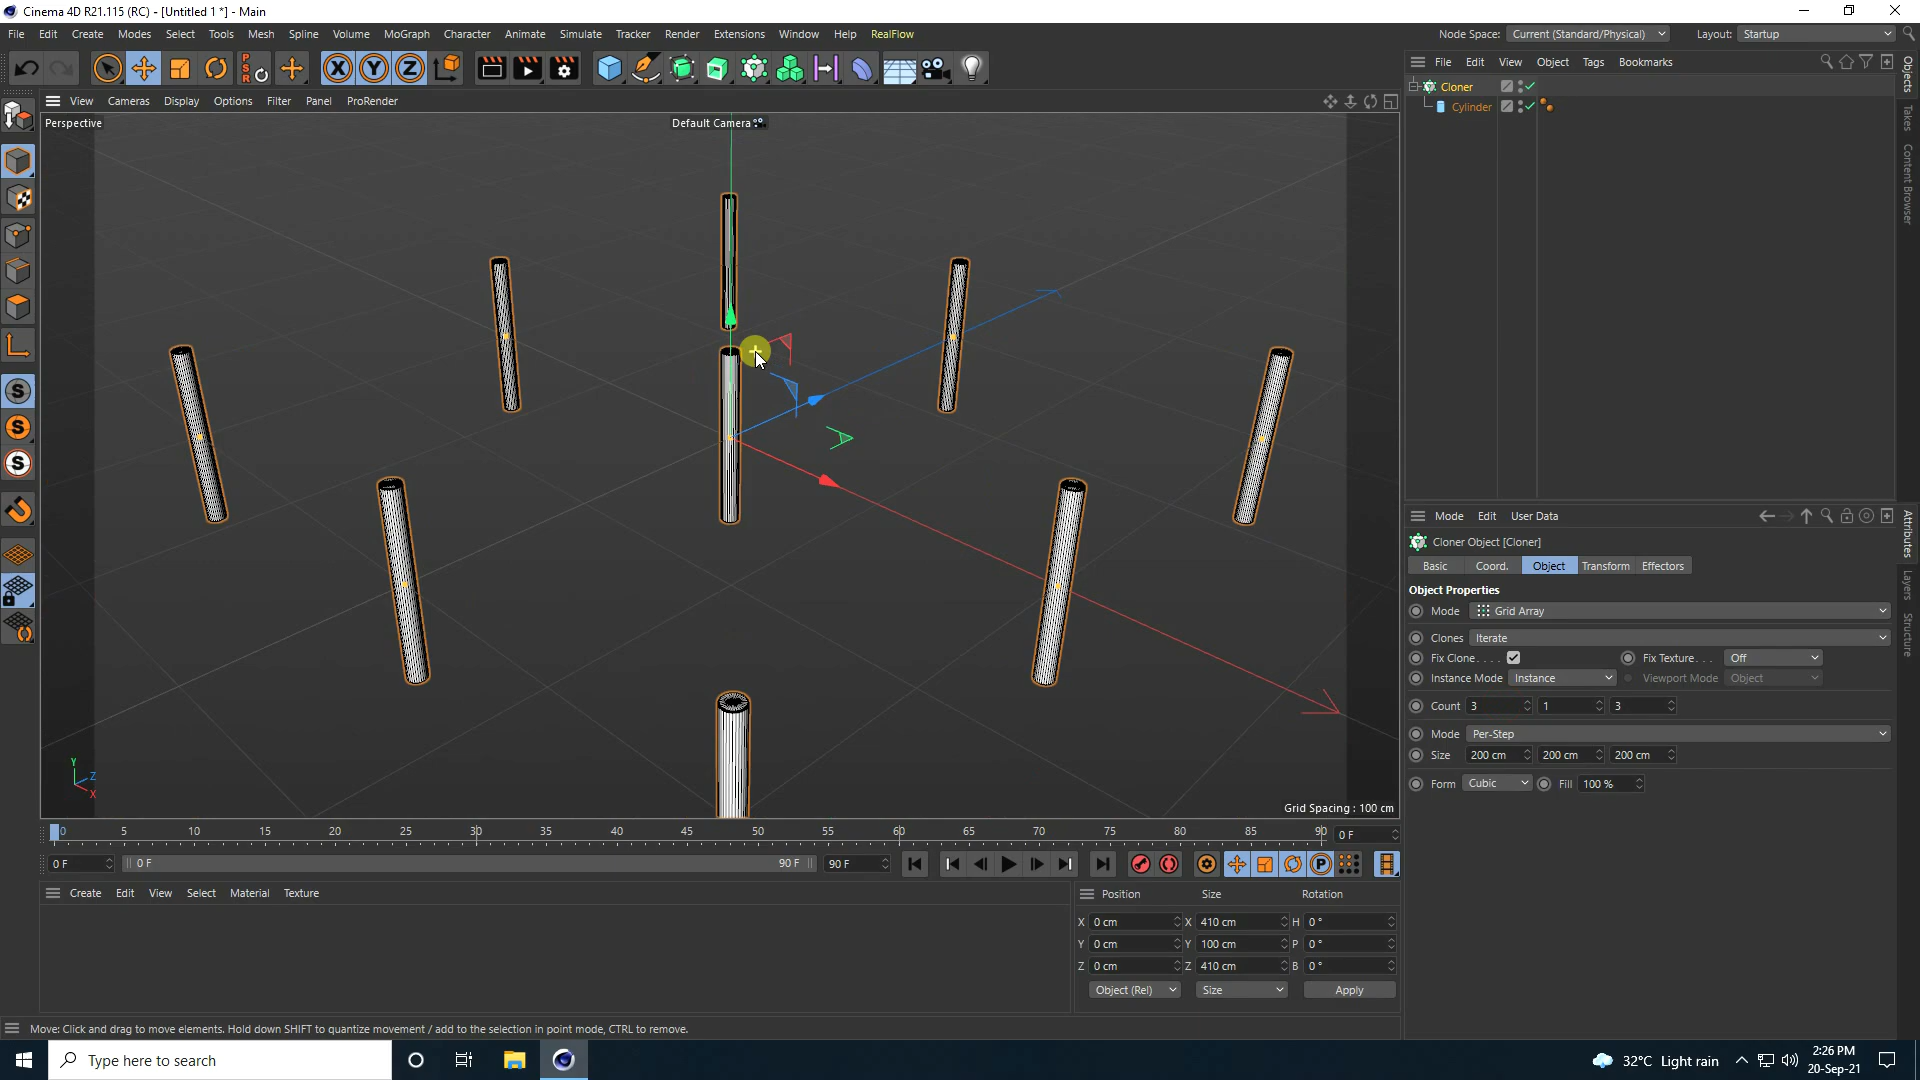 Cinema 4D R21.115 (RC) - [Untitled 1 *] - Main
File Edit Create Modes Select Tools Mesh Spline Volume MoGraph Character Animate Simulate Tracker Render Extensions Window Help RealFlow
Node Space: Current (Standard/Physical) Layout: Startup
P S R
X Y Z
View Cameras Display Options Filter Panel ProRender
Perspective
Default Camera
Y Z X
Grid Spacing : 100 cm
S
S
S
File Edit View Object Tags Bookmarks
Cloner
Cylinder
Objects
Takes
Content Browser
Attributes
Layers
Structure
Mode Edit User Data
Cloner Object [Cloner]
Basic Coord. Object Transform Effectors
Object Properties
Mode Grid Array
Clones Iterate
Fix Clone. . . . Fix Texture. . . Off
Instance Mode Instance Viewport Mode Object
Count 3 1 3
Mode Per-Step
Size 200 cm 200 cm 200 cm
Form Cubic Fill 100 %
0 5 10 15 20 25 30 35 40 45 50 55 60 65 70 75 80 85 90 0 F
0 F 0 F 90 F 90 F P
Create Edit View Select Material Texture
Position Size Rotation
X 0 cm X 410 cm H 0 °
Y 0 cm Y 100 cm P 0 °
Z 0 cm Z 410 cm B 0 °
Object (Rel) Size Apply
Move: Click and drag to move elements. Hold down SHIFT to quantize movement / add to the selection in point mode, CTRL to remove.
Type here to search
32°C Light rain
2:26 PM
20-Sep-21